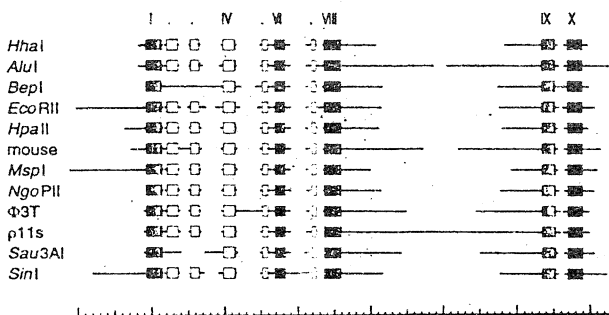 I . . IV . VI . VIII IX X
HhaI
AluI
BepI
EcoRII
HpaII
mouse
MspI
NgoPII
Φ3T
ρ11s
Sau3AI
SinI